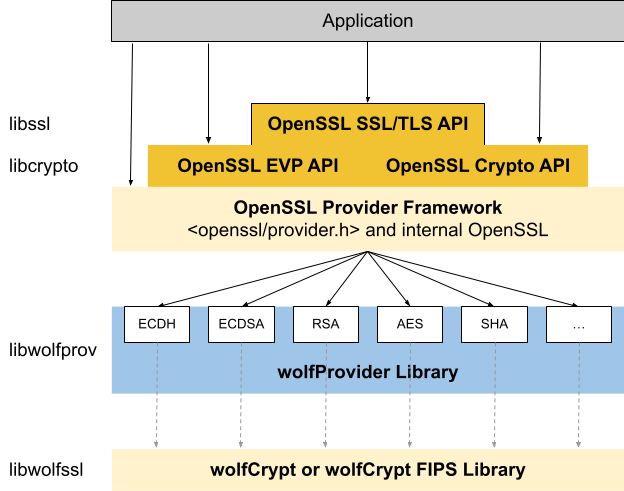 Application
libssl
OpenSSL SSL/TLS API
libcrypto
OpenSSL EVP API
OpenSSL Crypto API
OpenSSL Provider Framework
<openssl/provider.h> and internal OpenSSL
ECDH
ECDSA
RSA
AES
SHA
...
libwolfprov
wolfProvider Library
libwolfssl
wolfCrypt or wolfCrypt FIPS Library